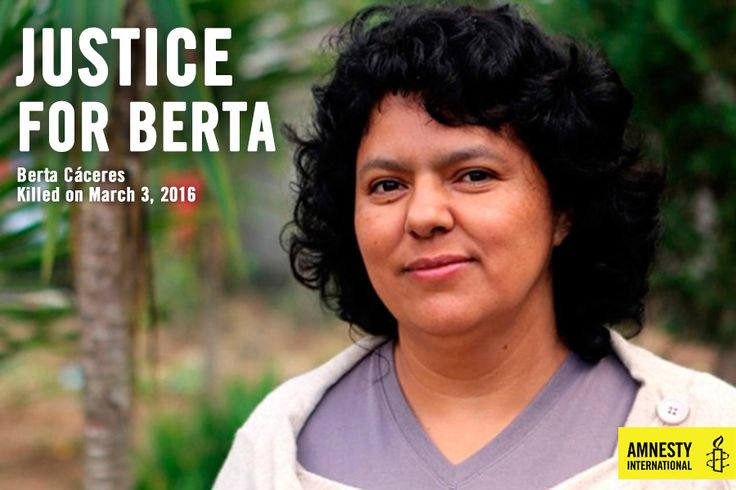 JUSTICE
FOR BERTA
Berta Cáceres
Killed on March 3, 2016
AMNESTY
INTERNATIONAL